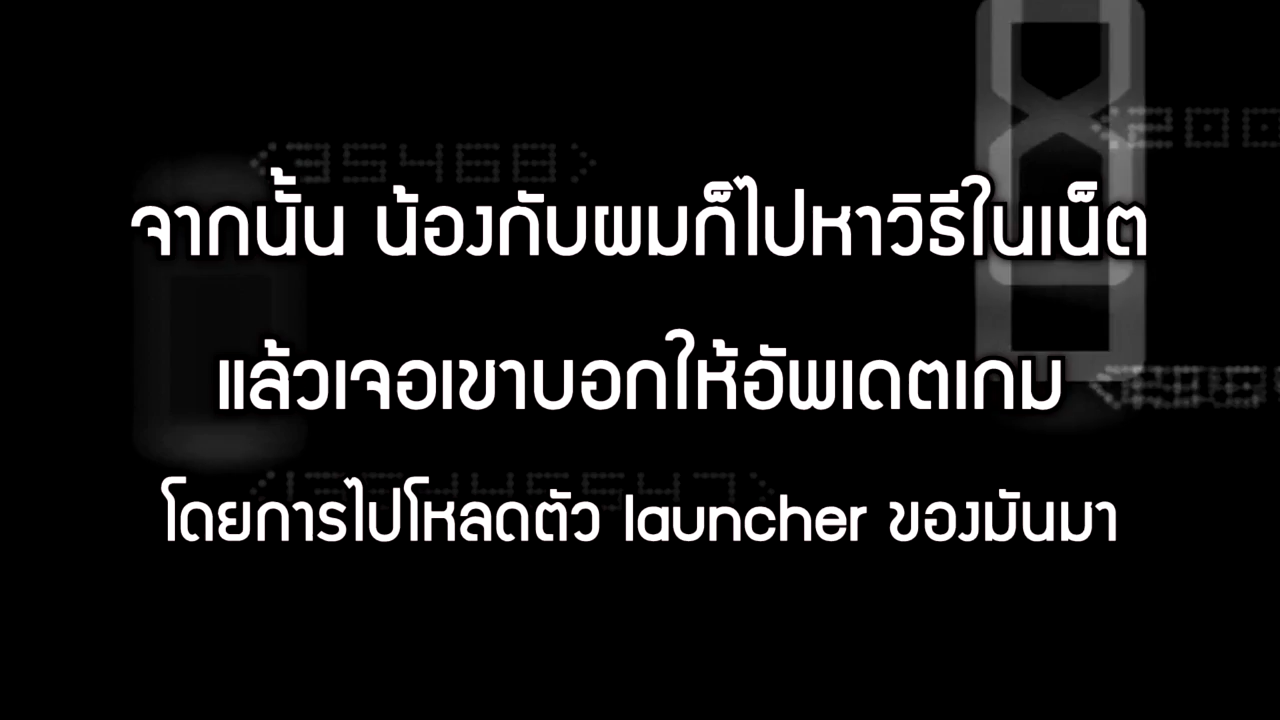 จากนั้น น้องกับผมก็ไปหาวิธีในเน็ต
แล้วเจอเขาบอกให้อัพเดตเกม
โดยการไปโหลดตัว launcher ของมันมา
<35468>